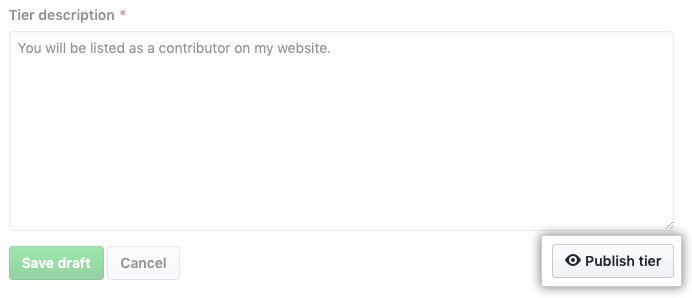 Tier description *
You will be listed as a contributor on my website.
Save draft Cancel Publish tier